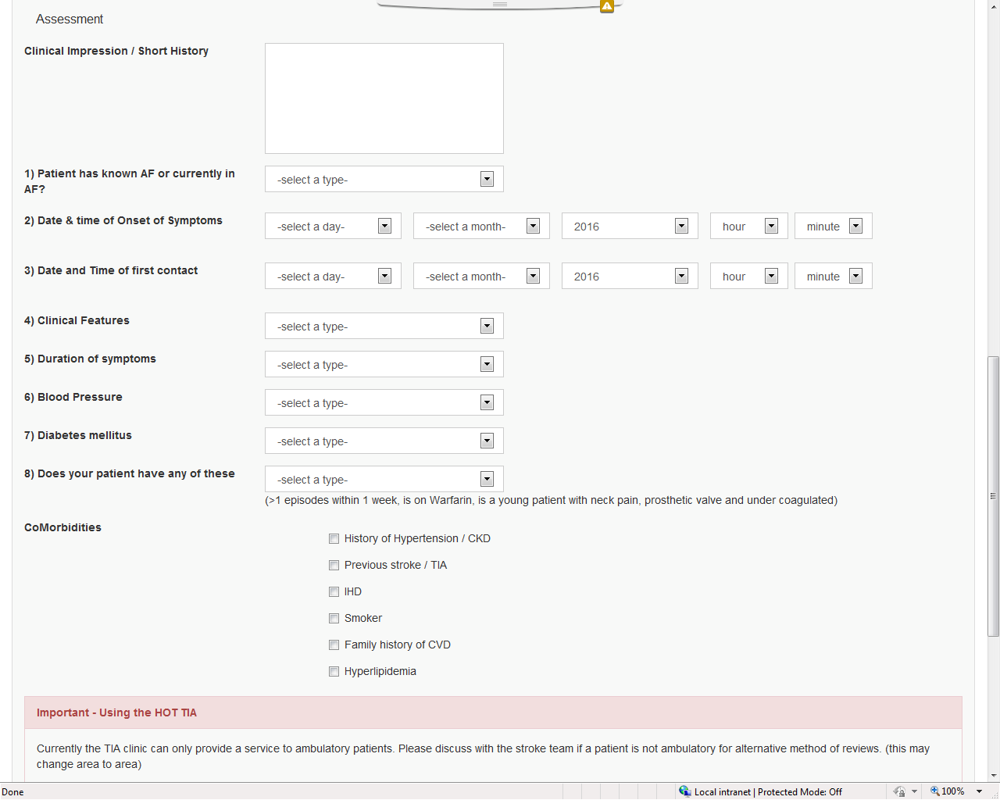 Assessment
Clinical Impression / Short History
1) Patient has known AF or currently in
AF?
-select a type-
2) Date & time of Onset of Symptoms
-select a day- -select a month- 2016 hour minute
3) Date and Time of first contact
-select a day- -select a month- 2016 hour minute
4) Clinical Features
-select a type-
5) Duration of symptoms
-select a type-
6) Blood Pressure
-select a type-
7) Diabetes mellitus
-select a type-
8) Does your patient have any of these
-select a type-
(>1 episodes within 1 week, is on Warfarin, is a young patient with neck pain, prosthetic valve and under coagulated)
CoMorbidities
History of Hypertension / CKD
Previous stroke / TIA
IHD
Smoker
Family history of CVD
Hyperlipidemia
Important - Using the HOT TIA
Currently the TIA clinic can only provide a service to ambulatory patients. Please discuss with the stroke team if a patient is not ambulatory for alternative method of reviews. (this may
change area to area)
Done Local intranet | Protected Mode: Off 100%